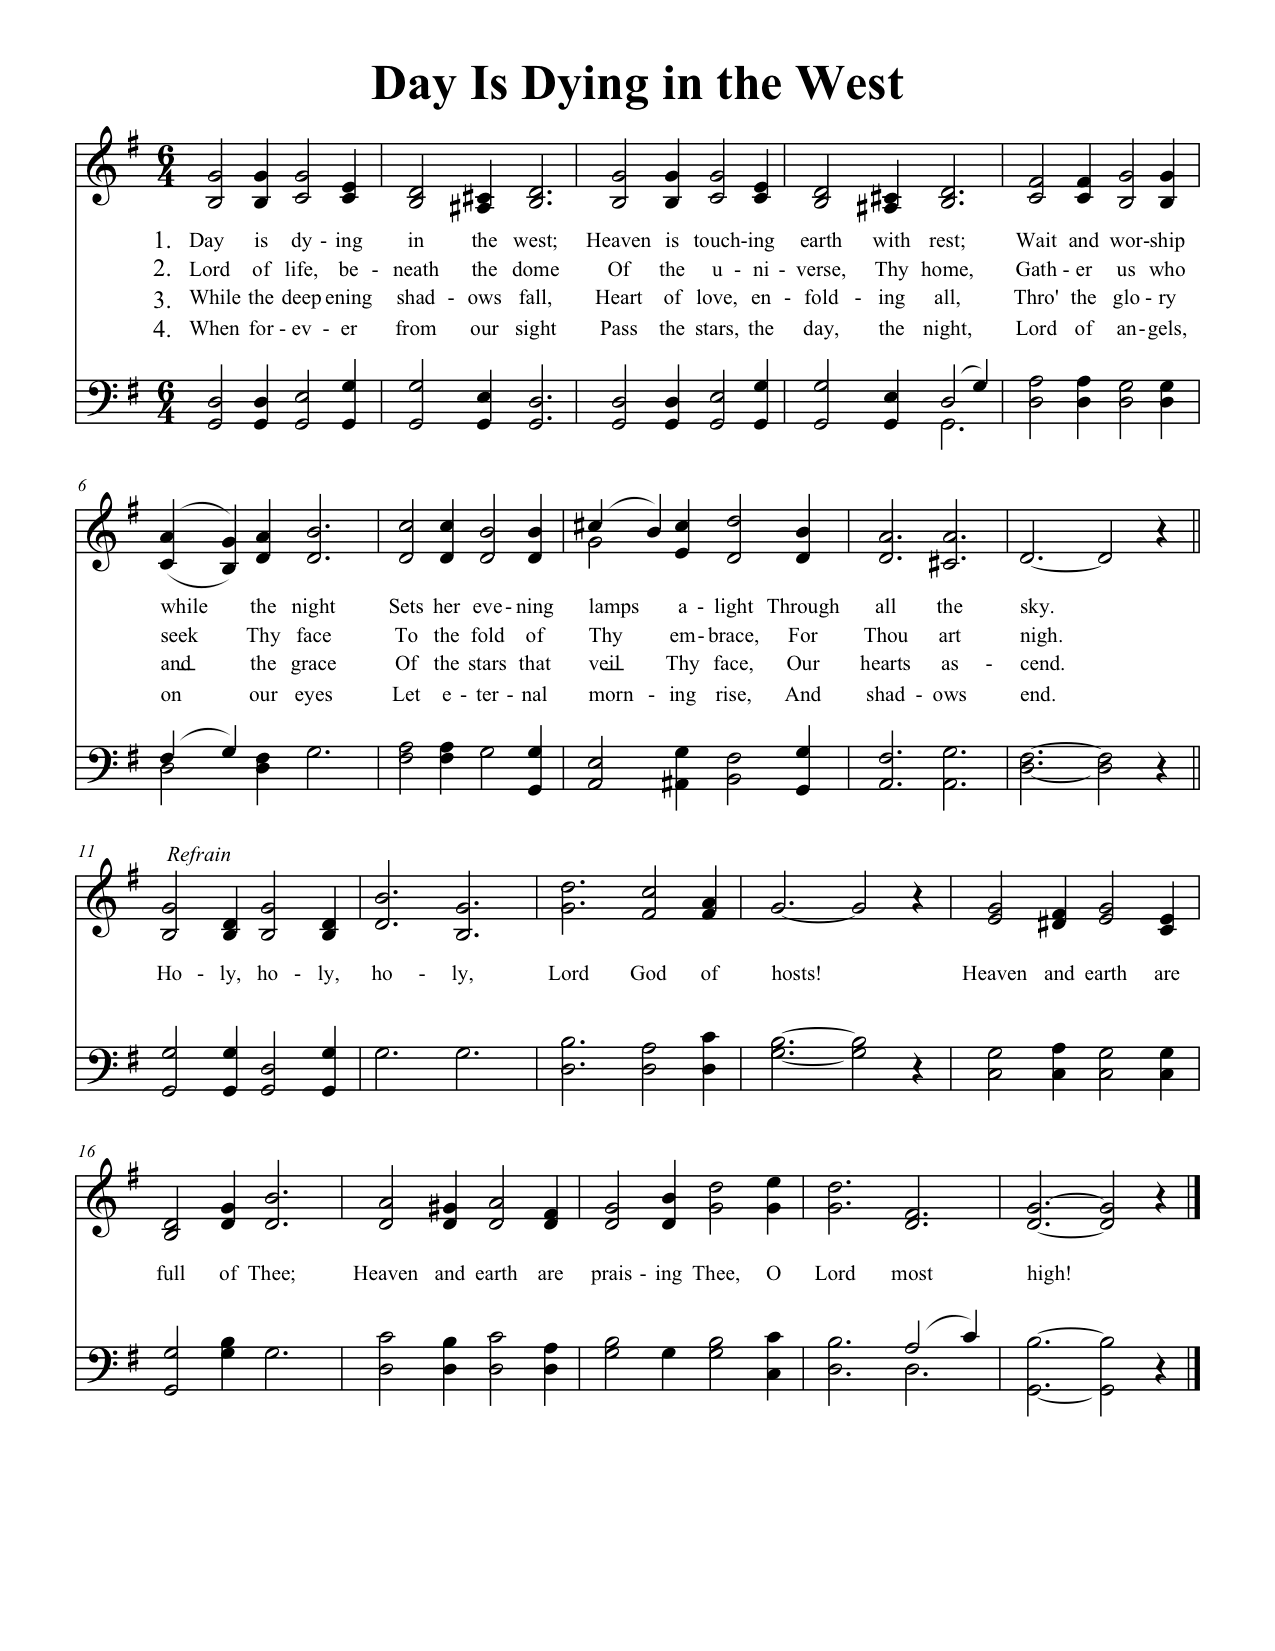 Day Is Dying in the West
6 4
1. Day is dy - ing in the west; Heaven is touch-ing earth with rest; Wait and wor-ship
2. Lord of life, be - neath the dome Of the u - ni - verse, Thy home, Gath - er us who
3. While the deep ening shad - ows fall, Heart of love, en - fold - ing all, Thro' the glo - ry
4. When for - ev - er from our sight Pass the stars, the day, the night, Lord of an - gels,
6 4
6
while the night Sets her eve - ning lamps a - light Through all the sky.
seek Thy face To the fold of Thy em - brace, For Thou art nigh.
and the grace Of the stars that veil Thy face, Our hearts as - cend.
on our eyes Let e - ter - nal morn - ing rise, And shad - ows end.
11
Refrain
Ho - ly, ho - ly, ho - ly, Lord God of hosts! Heaven and earth are
16
full of Thee; Heaven and earth are prais - ing Thee, O Lord most high!